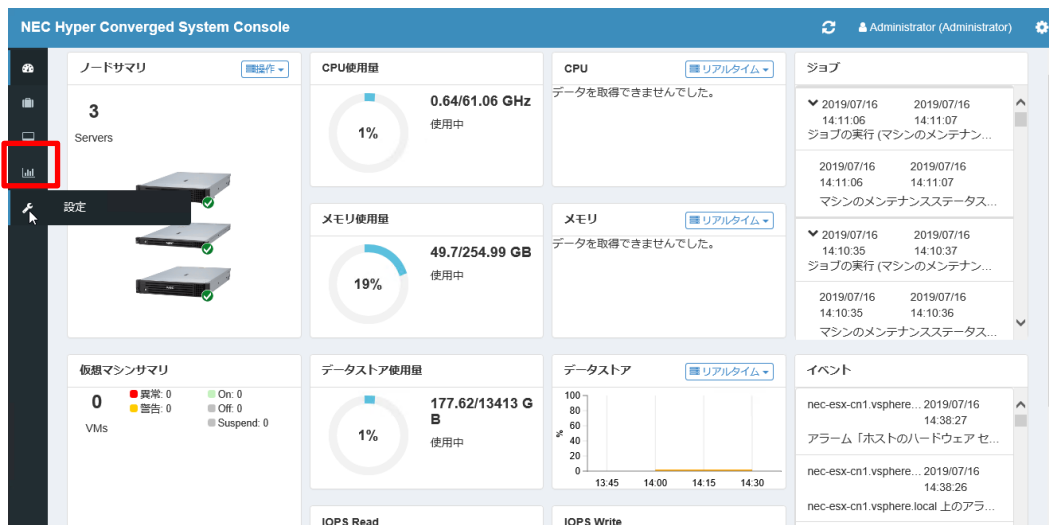 NEC Hyper Converged System Console
Administrator (Administrator)
ノードサマリ
操作
3
Servers
設定
CPU使用量
1%
0.64/61.06 GHz
使用中
CPU
リアルタイム
データを取得できませんでした。
ジョブ
2019/07/16 2019/07/16
14:11:06 14:11:07
ジョブの実行 (マシンのメンテナン...
2019/07/16 2019/07/16
14:11:06 14:11:07
マシンのメンテナンスステータス...
2019/07/16 2019/07/16
14:10:35 14:10:37
ジョブの実行 (マシンのメンテナン...
2019/07/16 2019/07/16
14:10:35 14:10:36
マシンのメンテナンスステータス...
メモリ使用量
19%
49.7/254.99 GB
使用中
メモリ
リアルタイム
データを取得できませんでした。
仮想マシンサマリ
0
VMs
異常: 0
警告: 0
On: 0
Off: 0
Suspend: 0
データストア使用量
1%
177.62/13413 G
B
使用中
データストア
リアルタイム
%
100
80
60
40
20
0
13:45 14:00 14:15 14:30
イベント
nec-esx-cn1.vsphere... 2019/07/16
14:38:27
アラーム「ホストのハードウェア セ...
nec-esx-cn1.vsphere... 2019/07/16
14:38:26
nec-esx-cn1.vsphere.local 上のアラ...
IOPS Read
IOPS Write